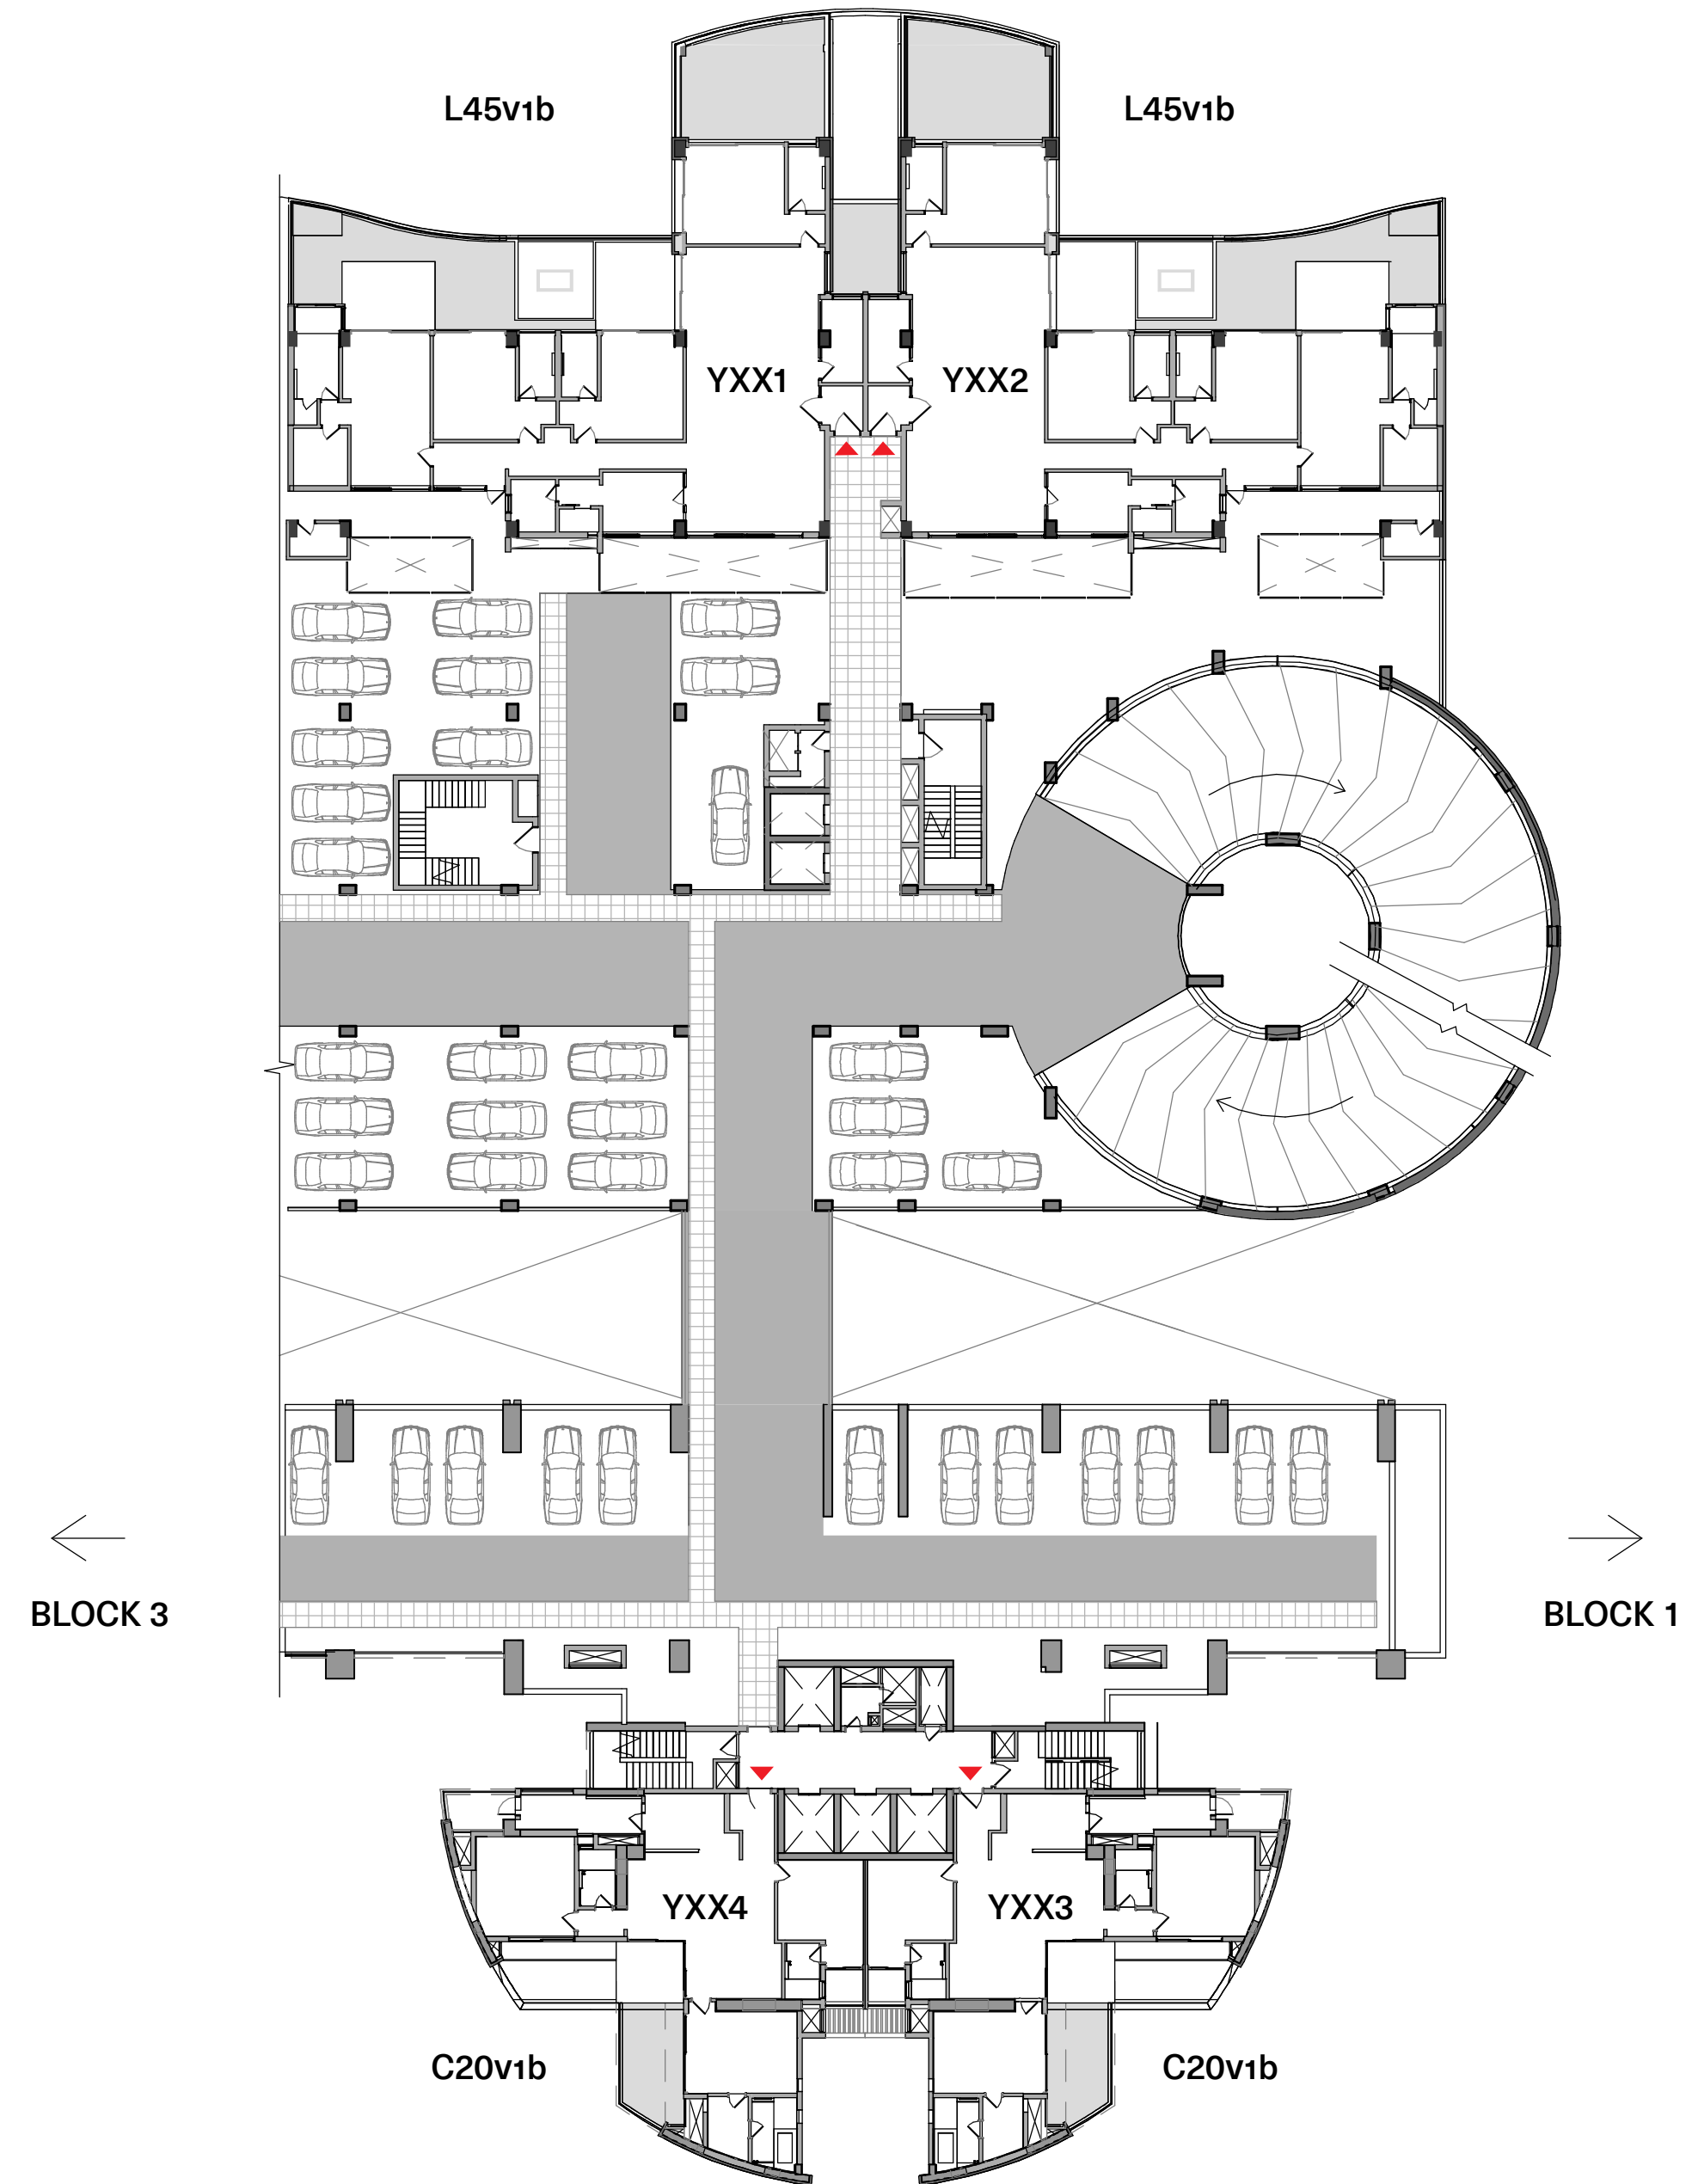 L45v1b
L45v1b
YXX1
YXX2
BLOCK 3
BLOCK 1
YXX4
YXX3
C20v1b
C20v1b